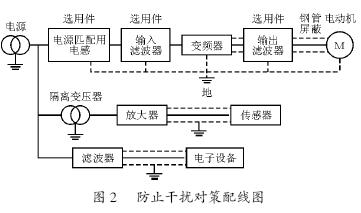 电源
选用件
选用件
选用件
钢管
屏蔽
电动机
电源匹配用
电感
输入
滤波器
变频器
输出
滤波器
M
地
隔离变压器
放大器
传感器
滤波器
电子设备
图2 防止干扰对策配线图